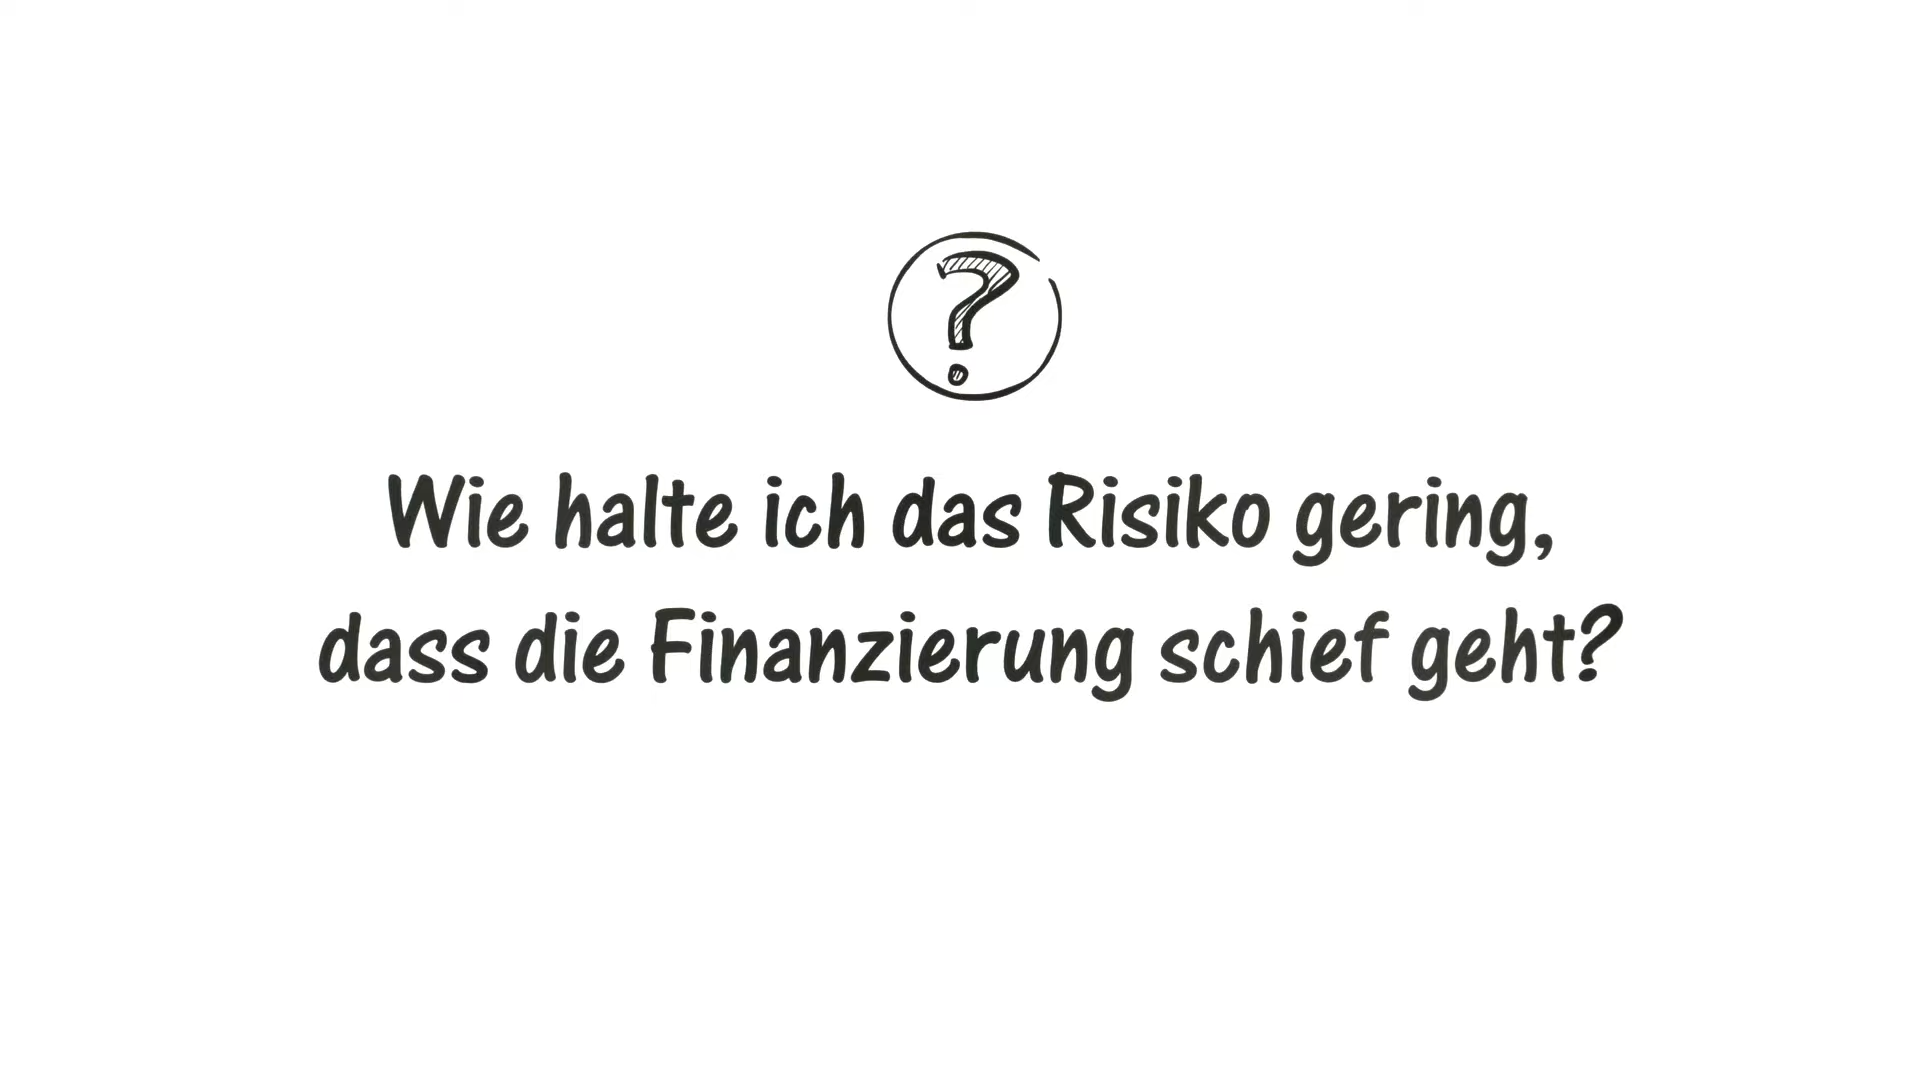 ?
Wie halte ich das Risiko gering,
dass die Finanzierung schief geht?